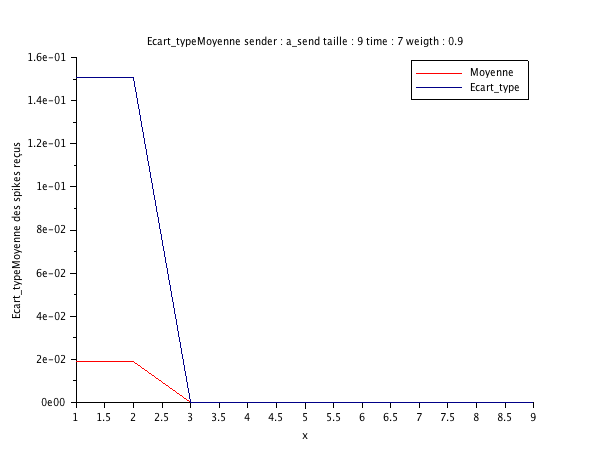 Ecart_typeMoyenne sender : a_send taille : 9 time : 7 weigth : 0.9
1.6e-01
1.4e-01
1.2e-01
1e-01
8e-02
6e-02
4e-02
2e-02
0e00
Ecart_typeMoyenne des spikes reçus
Moyenne
Ecart_type
1 1.5 2 2.5 3 3.5 4 4.5 5 5.5 6 6.5 7 7.5 8 8.5 9
x